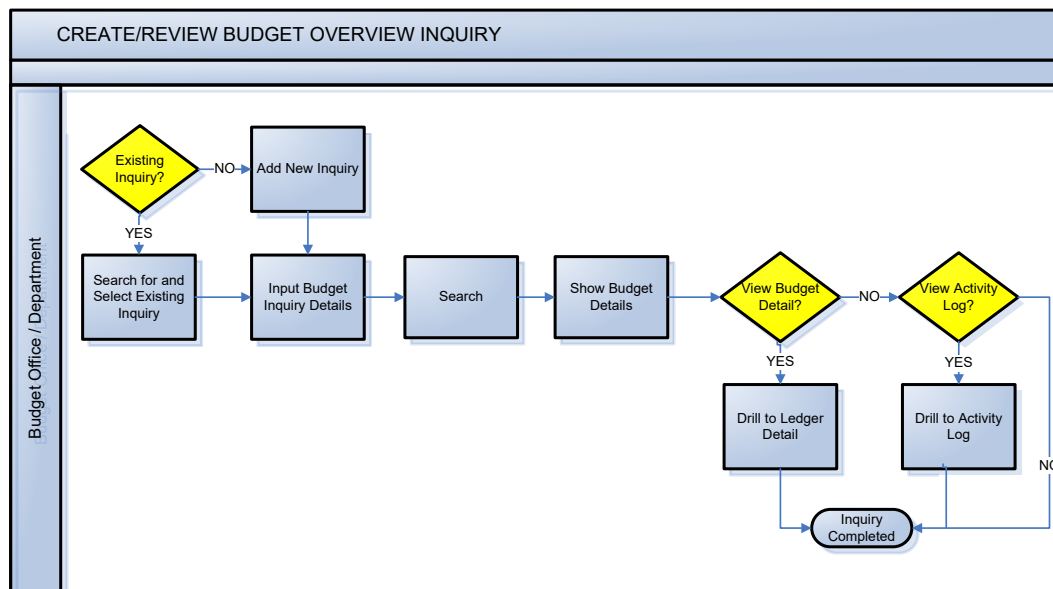 CREATE/REVIEW BUDGET OVERVIEW INQUIRY
Budget Office / Department
Existing
Inquiry?
NO
Add New Inquiry
YES
Search for and
Select Existing
Inquiry
Input Budget
Inquiry Details
Search
Show Budget
Details
View Budget
Detail?
NO
View Activity
Log?
YES
YES
Drill to Ledger
Detail
Drill to Activity
Log
NO
Inquiry
Completed